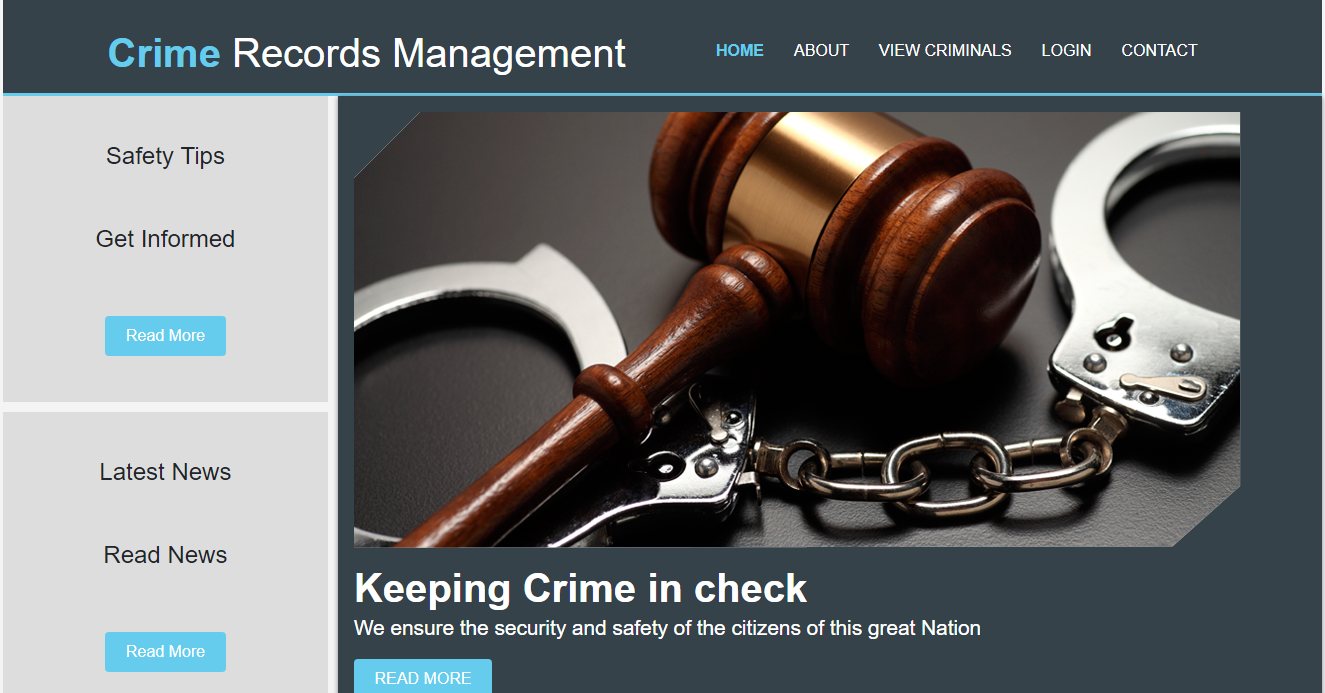 Crime Records Management
HOME ABOUT VIEW CRIMINALS LOGIN CONTACT
Safety Tips
Get Informed
Read More
Latest News
Read News
Read More
Keeping Crime in check
We ensure the security and safety of the citizens of this great Nation
READ MORE